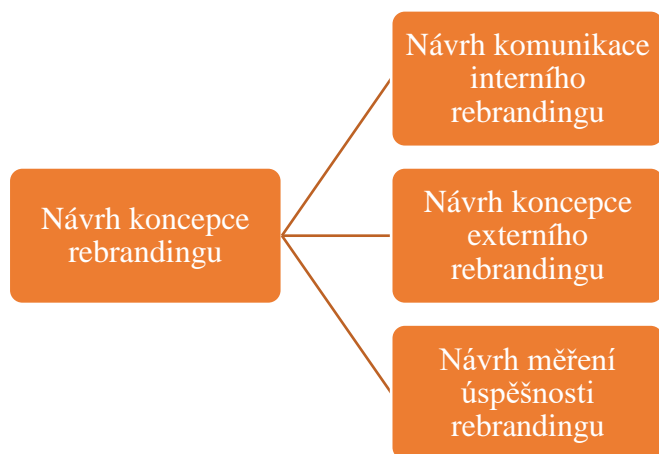 Návrh koncepce
rebrandingu
Návrh komunikace
interního
rebrandingu
Návrh koncepce
externího
rebrandingu
Návrh měření
úspěšnosti
rebrandingu